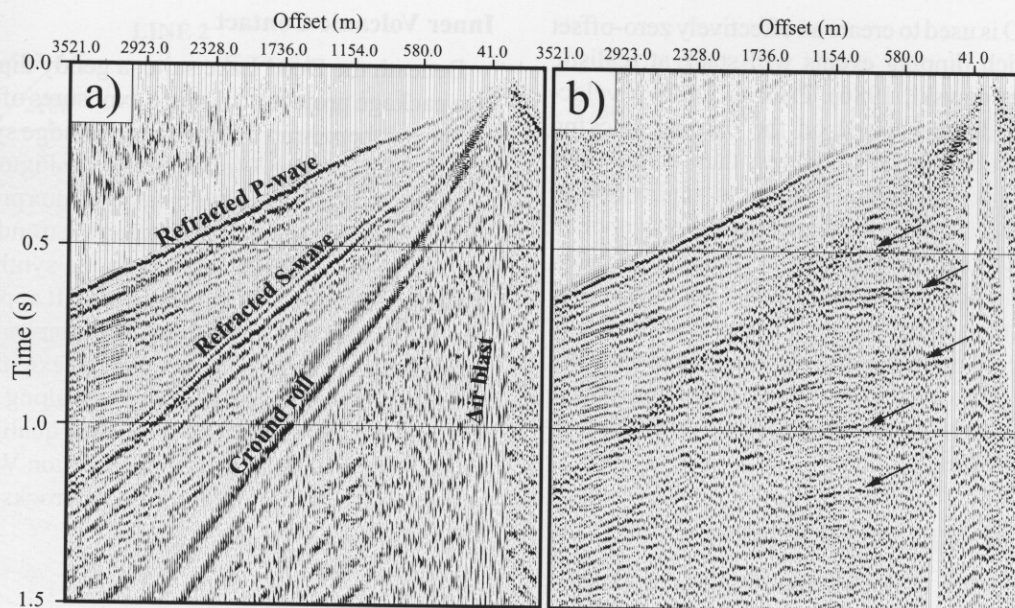 Offset (m)
3521.0 2923.0 2328.0 1736.0 1154.0 580.0 41.0
Offset (m)
3521.0 2923.0 2328.0 1736.0 1154.0 580.0 41.0
Time (s)
0.0
0.5
1.0
1.5
a)
Refracted P-wave
Refracted S-wave
Ground roll
Air blast
b)